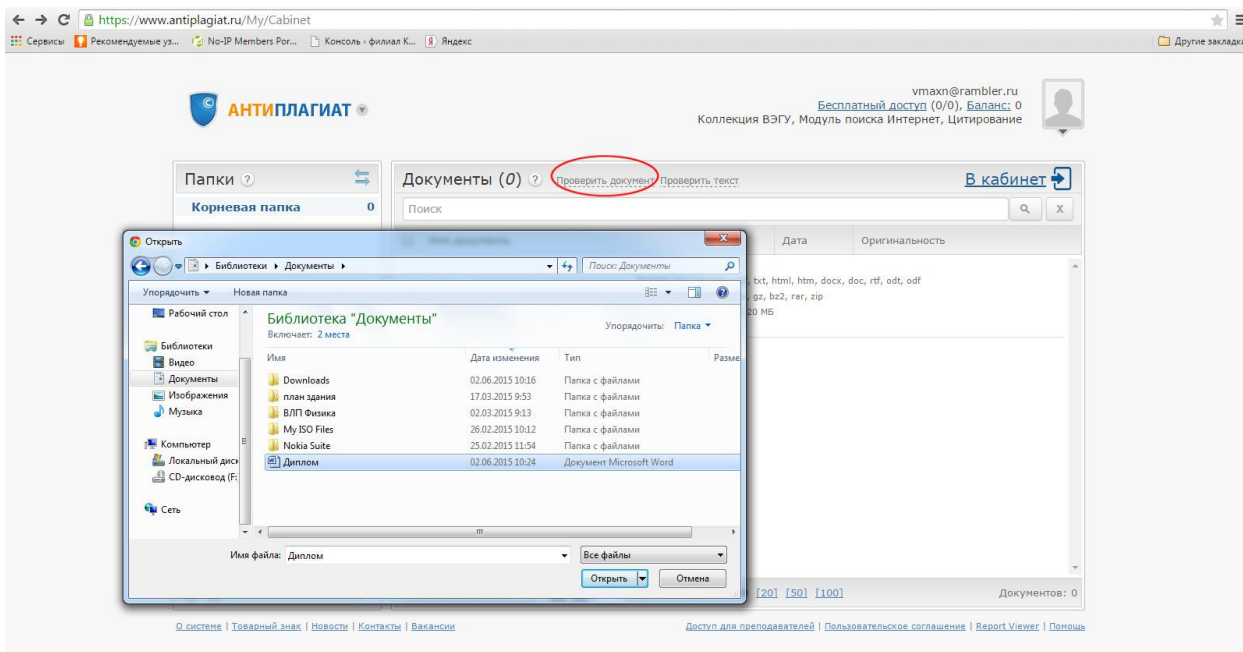 https://www.antiplagiat.ru/My/Cabinet
Сервисы Рекомендуемые уз... No-IP Members Por... Консоль ‹ филиал К... Яндекс Другие закладки
vmaxn@rambler.ru
АНТИПЛАГИАТ Бесплатный доступ (0/0), Баланс: 0
Коллекция ВЭГУ, Модуль поиска Интернет, Цитирование
Папки ? Документы (0) ? Проверить документ Проверить текст В кабинет
Корневая папка 0 Поиск X
Открыть Дата Оригинальность
Библиотеки Документы Поиск: Документы
txt, html, htm, docx, doc, rtf, odt, odf
Упорядочить Новая папка gz, bz2, rar, zip
Рабочий стол Библиотека "Документы" Упорядочить: Папка 20 МБ
Включает: 2 места
Библиотеки
Видео Имя Дата изменения Тип Разме
Документы Downloads 02.06.2015 10:16 Папка с файлами
Изображения план здания 17.03.2015 9:53 Папка с файлами
Музыка ВЛП Физика 02.03.2015 9:13 Папка с файлами
My ISO Files 26.02.2015 10:12 Папка с файлами
Компьютер Nokia Suite 25.02.2015 11:54 Папка с файлами
Локальный диск Диплом 02.06.2015 10:24 Документ Microsoft Word
CD-дисковод (F:
Сеть
Имя файла: Диплом Все файлы
Открыть Отмена
[20] [50] [100] Документов: 0
О системе | Товарный знак | Новости | Контакты | Вакансии Доступ для преподавателей | Пользовательское соглашение | Report Viewer | Помощь